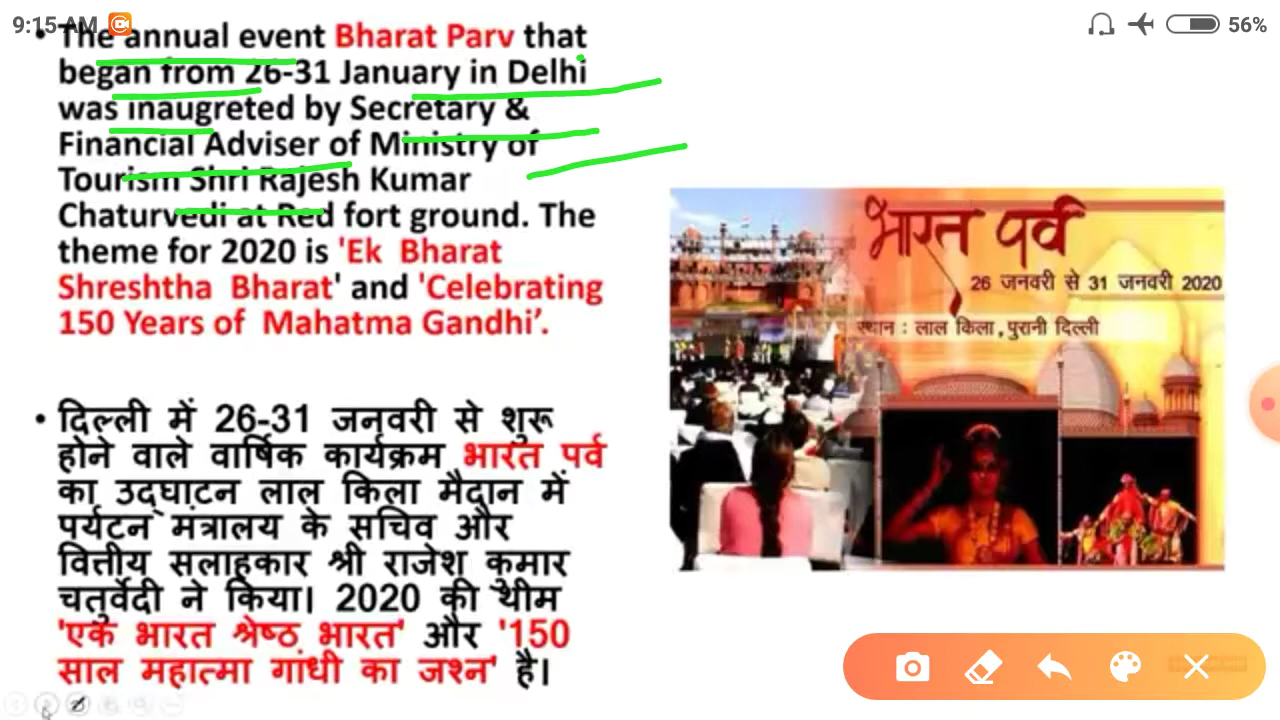 9:15 AM
56%
• The annual event Bharat Parv that
began from 26-31 January in Delhi
was inaugreted by Secretary &
Financial Adviser of Ministry of
Tourism Shri Rajesh Kumar
Chaturvedi at Red fort ground. The
theme for 2020 is 'Ek Bharat
Shreshtha Bharat' and 'Celebrating
150 Years of Mahatma Gandhi’.
• दिल्ली में 26-31 जनवरी से शुरू
होने वाले वार्षिक कार्यक्रम भारत पर्व
का उद्घाटन लाल किला मैदान में
पर्यटन मंत्रालय के सचिव और
वित्तीय सलाहकार श्री राजेश कुमार
चतुर्वेदी ने किया। 2020 की थीम
'एक भारत श्रेष्ठ भारत' और '150
साल महात्मा गांधी का जश्न' है।
भारत पर्व
26 जनवरी से 31 जनवरी 2020
स्थान : लाल किला, पुरानी दिल्ली